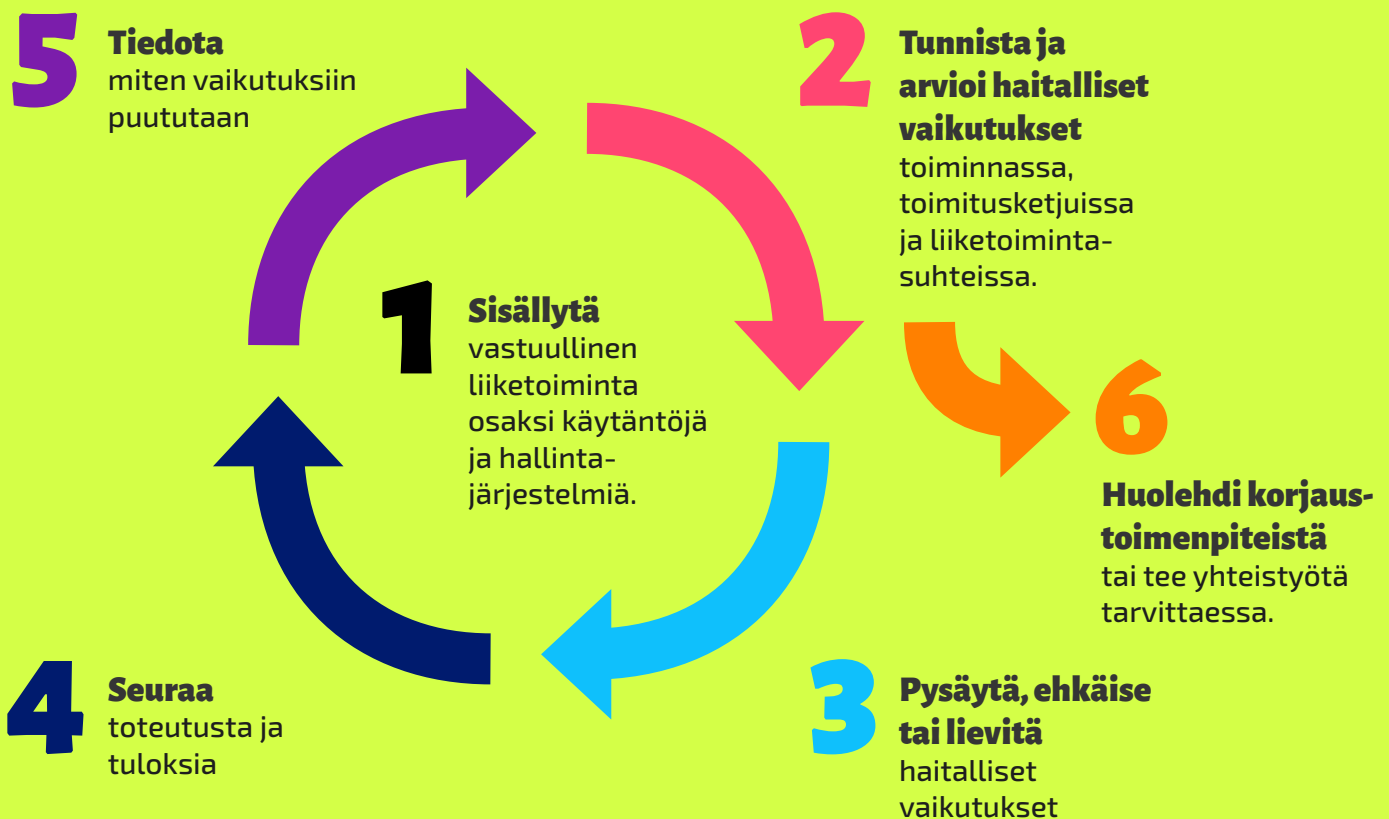 5
Tiedota
miten vaikutuksiin
puututaan
2
Tunnista ja
arvioi haitalliset
vaikutukset
toiminnassa,
toimitusketjuissa
ja liiketoiminta-
suhteissa.
1
Sisällytä
vastuullinen
liiketoiminta
osaksi käytäntöjä
ja hallinta-
järjestelmiä.
6
Huolehdi korjaus-
toimenpiteistä
tai tee yhteistyötä
tarvittaessa.
4
Seuraa
toteutusta ja
tuloksia
3
Pysäytä, ehkäise
tai lievitä
haitalliset
vaikutukset